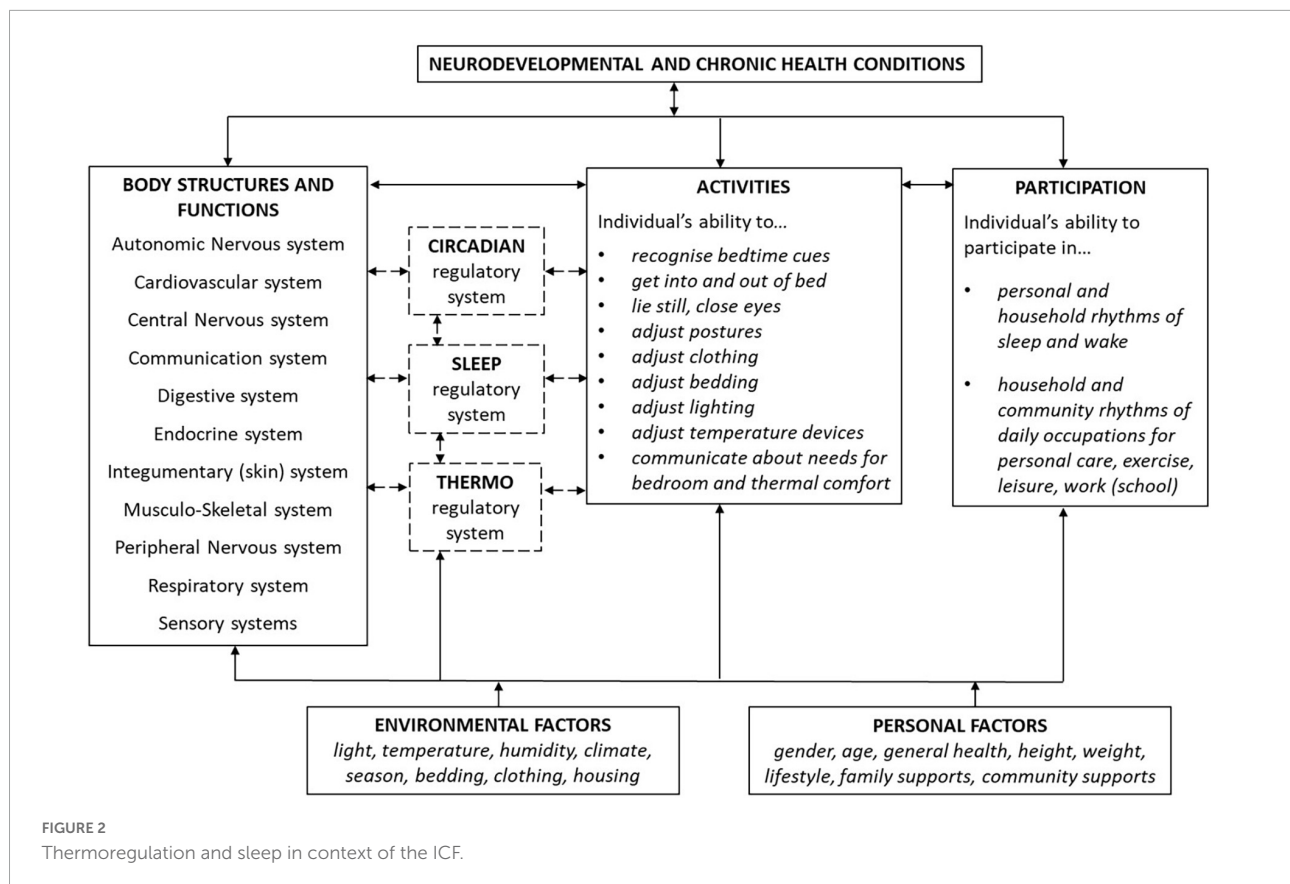 NEURODEVELOPMENTAL AND CHRONIC HEALTH CONDITIONS
BODY STRUCTURES AND
FUNCTIONS
Autonomic Nervous system
Cardiovascular system
Central Nervous system
Communication system
Digestive system
Endocrine system
Integumentary (skin) system
Musculo-Skeletal system
Peripheral Nervous system
Respiratory system
Sensory systems
CIRCADIAN
regulatory
system
SLEEP
regulatory
system
THERMO
regulatory
system
ACTIVITIES
Individual's ability to…
• recognise bedtime cues
• get into and out of bed
• lie still, close eyes
• adjust postures
• adjust clothing
• adjust bedding
• adjust lighting
• adjust temperature devices
• communicate about needs for
bedroom and thermal comfort
PARTICIPATION
Individual's ability to
participate in…
• personal and
household rhythms of
sleep and wake
• household and
community rhythms of
daily occupations for
personal care, exercise,
leisure, work (school)
ENVIRONMENTAL FACTORS
light, temperature, humidity, climate,
season, bedding, clothing, housing
PERSONAL FACTORS
gender, age, general health, height, weight,
lifestyle, family supports, community supports
FIGURE 2
Thermoregulation and sleep in context of the ICF.